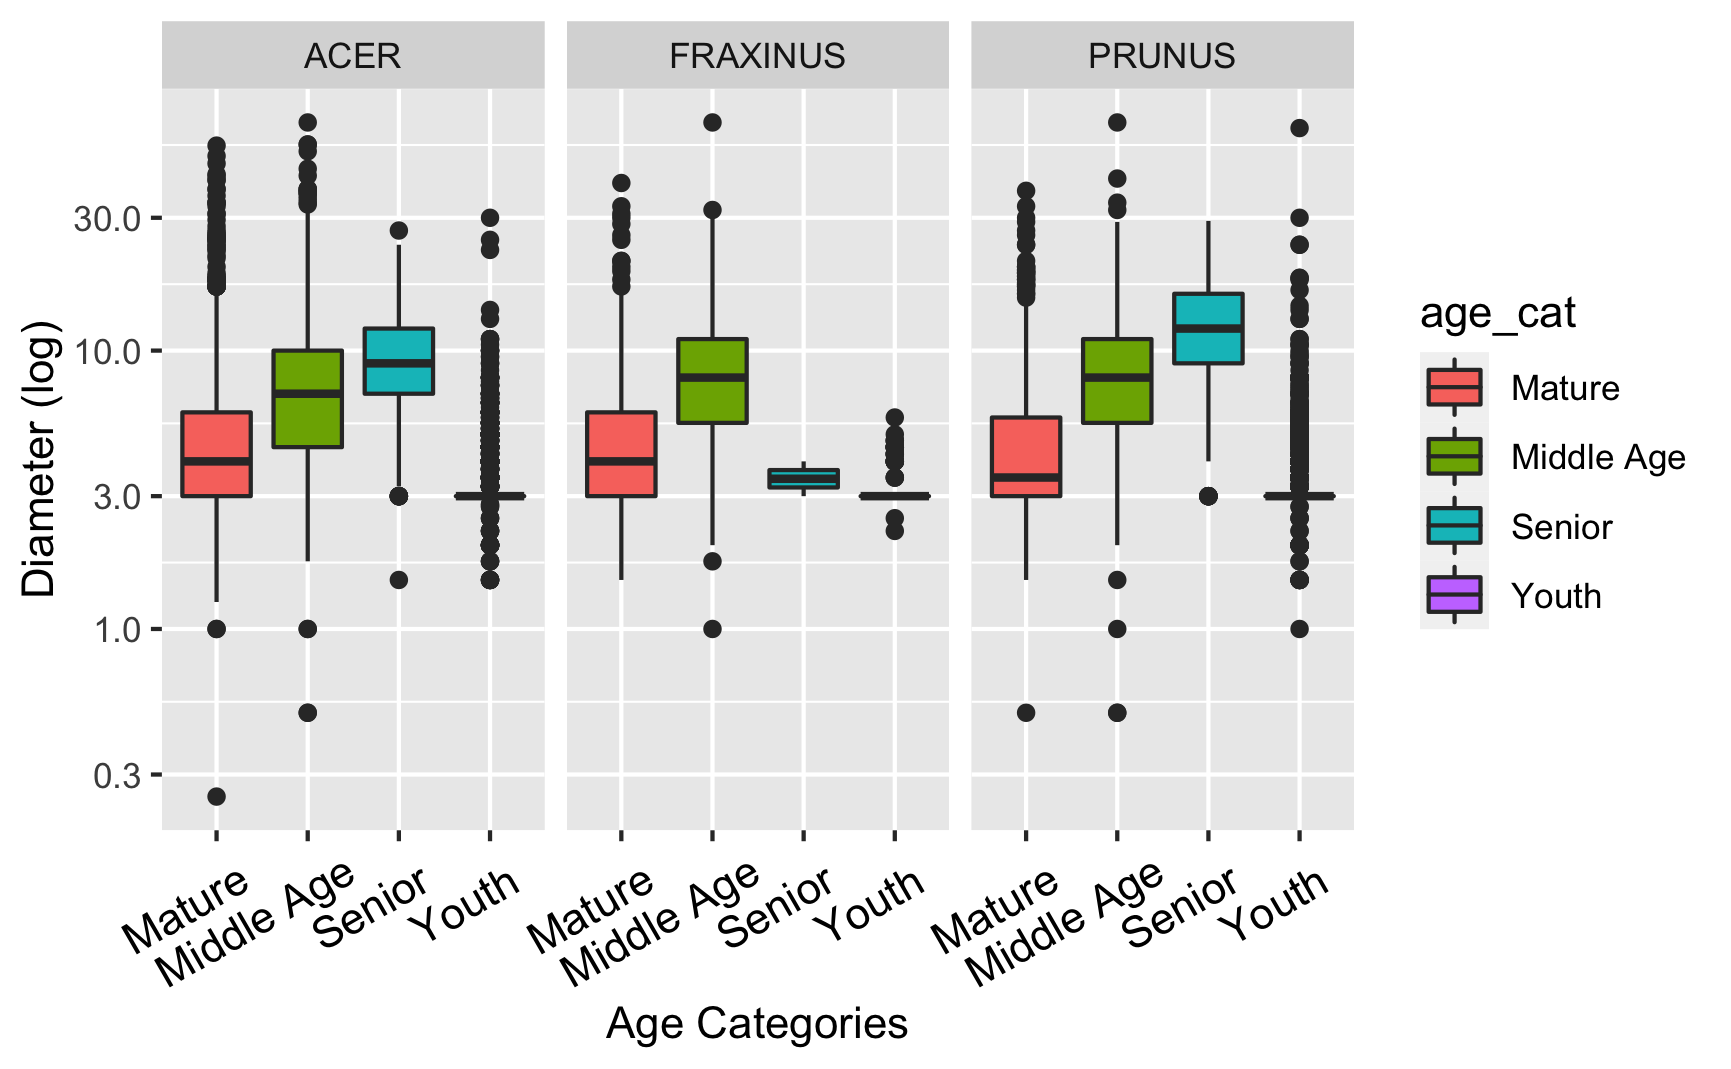 ACER FRAXINUS PRUNUS
30.0
10.0
3.0
1.0
0.3
Diameter (log)
Mature Middle Age Senior Youth Mature Middle Age Senior Youth Mature Middle Age Senior Youth
Age Categories
age_cat
Mature
Middle Age
Senior
Youth